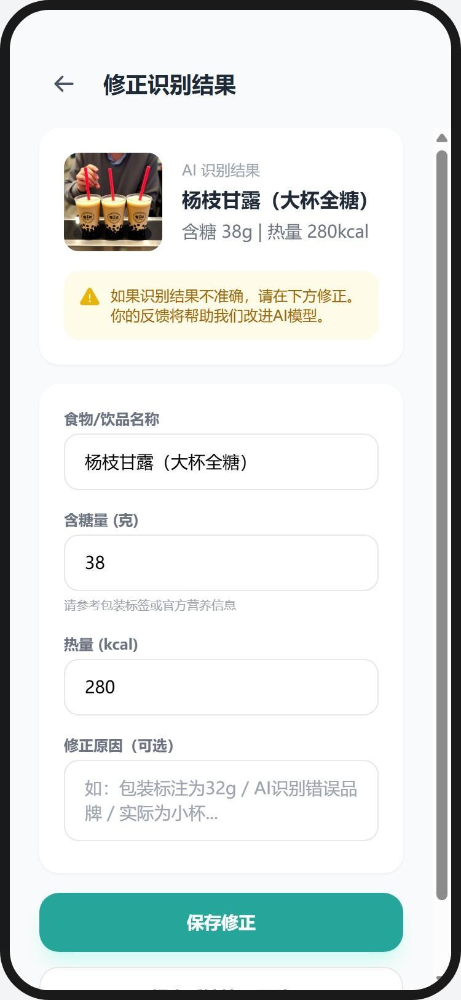 修正识别结果
AI 识别结果
杨枝甘露（大杯全糖）
含糖 38g | 热量 280kcal
如果识别结果不准确，请在下方修正。
你的反馈将帮助我们改进AI模型。
食物/饮品名称
杨枝甘露（大杯全糖）
含糖量 (克)
38
请参考包装标签或官方营养信息
热量 (kcal)
280
修正原因（可选）
如：包装标注为32g / AI识别错误品
牌 / 实际为小杯...
保存修正